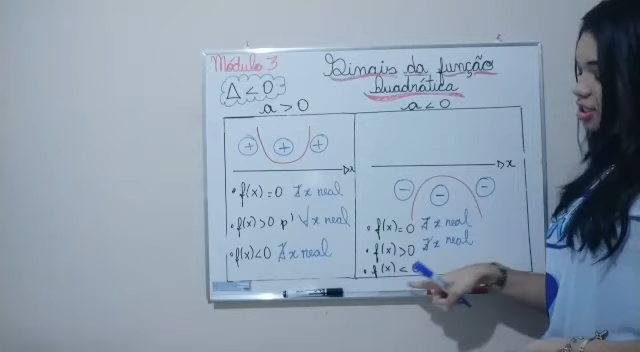 Módulo 3
Sinais da função
Quadrática
Δ < 0
a > 0
a < 0
+ + +
x
• f(x) = 0 ∄ x real
• f(x) > 0 p/ ∀ x real
• f(x) < 0 ∄ x real
x
− − −
• f(x) = 0 ∄ x real
• f(x) > 0 ∄ x real
• f(x) <